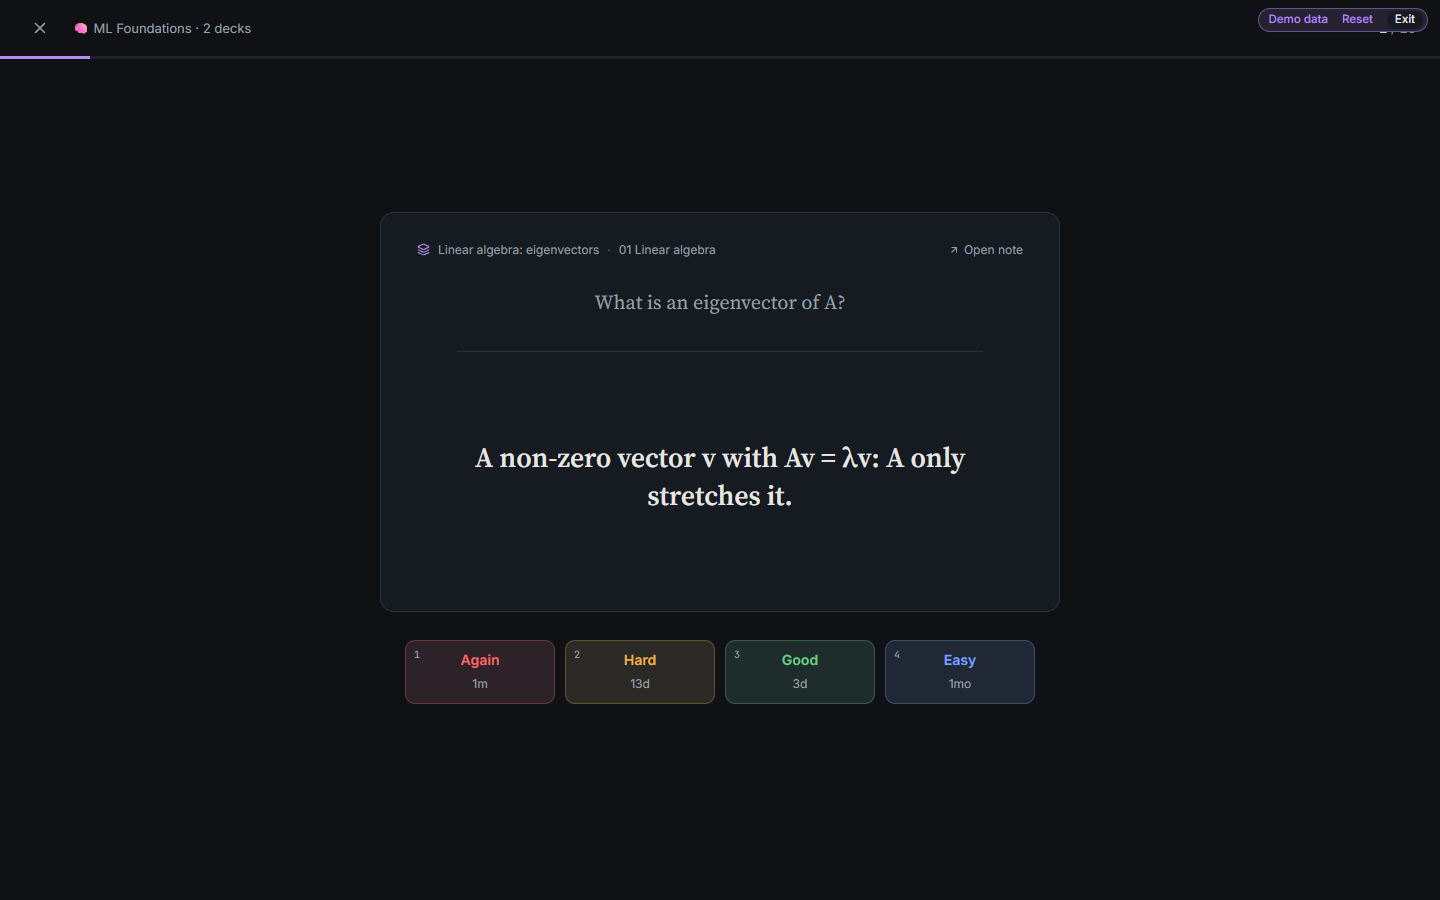 ML Foundations · 2 decks
Demo data Reset Exit
Linear algebra: eigenvectors · 01 Linear algebra
Open note
What is an eigenvector of A?
A non-zero vector v with Av = λv: A only
stretches it.
1 Again
1m
2 Hard
13d
3 Good
3d
4 Easy
1mo